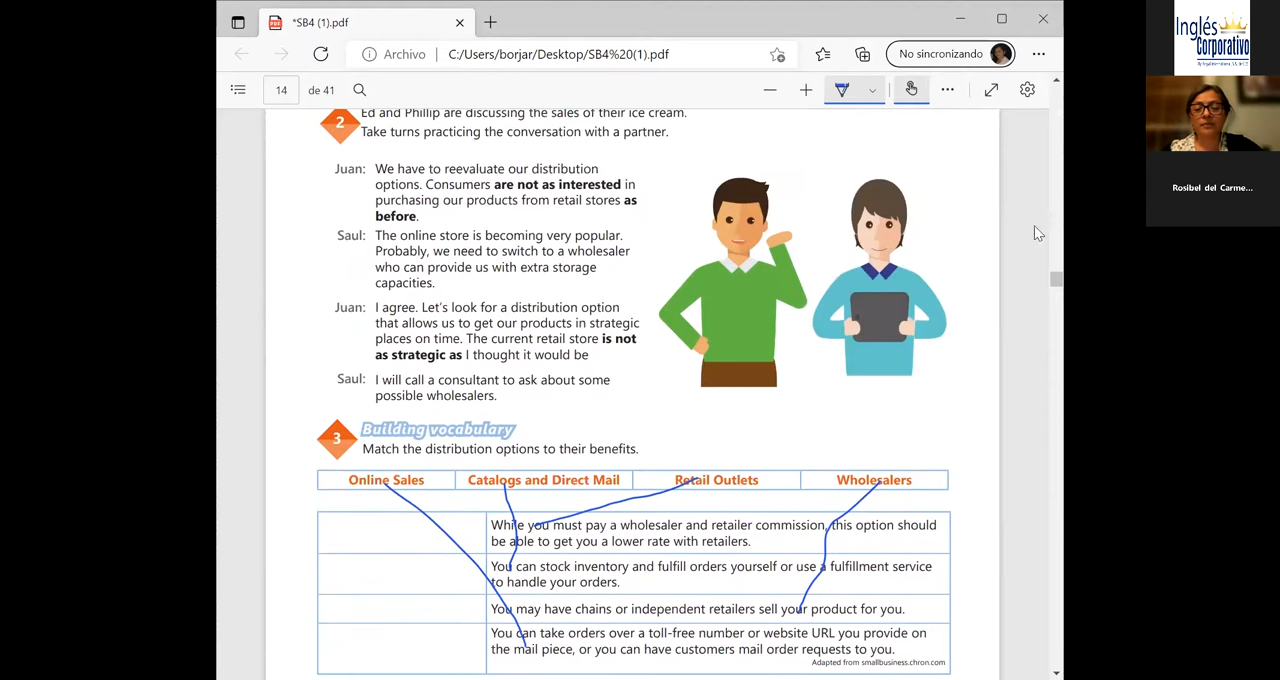 *SB4 (1).pdf
Archivo
C:/Users/borjar/Desktop/SB4%20(1).pdf
No sincronizando
14
de 41
2
Ed and Phillip are discussing the sales of their ice cream.
Take turns practicing the conversation with a partner.
Juan: We have to reevaluate our distribution
options. Consumers are not as interested in
purchasing our products from retail stores as
before.
Saul: The online store is becoming very popular.
Probably, we need to switch to a wholesaler
who can provide us with extra storage
capacities.
Juan: I agree. Let's look for a distribution option
that allows us to get our products in strategic
places on time. The current retail store is not
as strategic as I thought it would be
Saul: I will call a consultant to ask about some
possible wholesalers.
3
Building vocabulary
Match the distribution options to their benefits.
Online Sales Catalogs and Direct Mail Retail Outlets Wholesalers
While you must pay a wholesaler and retailer commission, this option should
be able to get you a lower rate with retailers.
You can stock inventory and fulfill orders yourself or use a fulfillment service
to handle your orders.
You may have chains or independent retailers sell your product for you.
You can take orders over a toll-free number or website URL you provide on
the mail piece, or you can have customers mail order requests to you.
Adapted from smallbusiness.chron.com
Inglés
Corporativo
Rosibel del Carme...